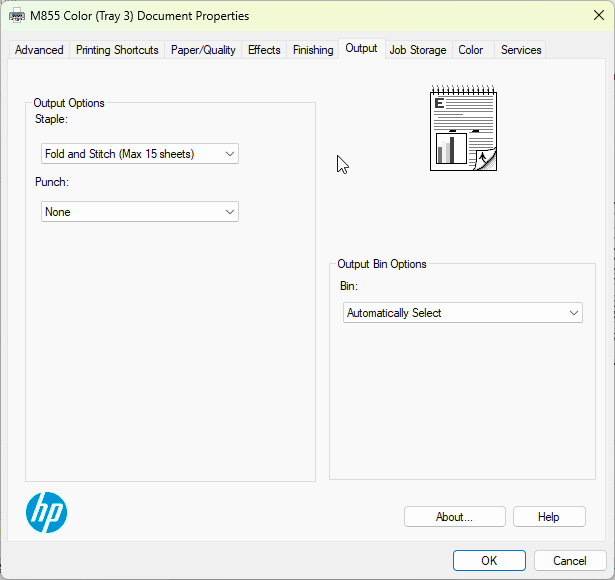 M855 Color (Tray 3) Document Properties
Advanced Printing Shortcuts Paper/Quality Effects Finishing Output Job Storage Color Services
Output Options
Staple:
Fold and Stitch (Max 15 sheets)
Punch:
None
E
Output Bin Options
Bin:
Automatically Select
hp
About... Help
OK Cancel